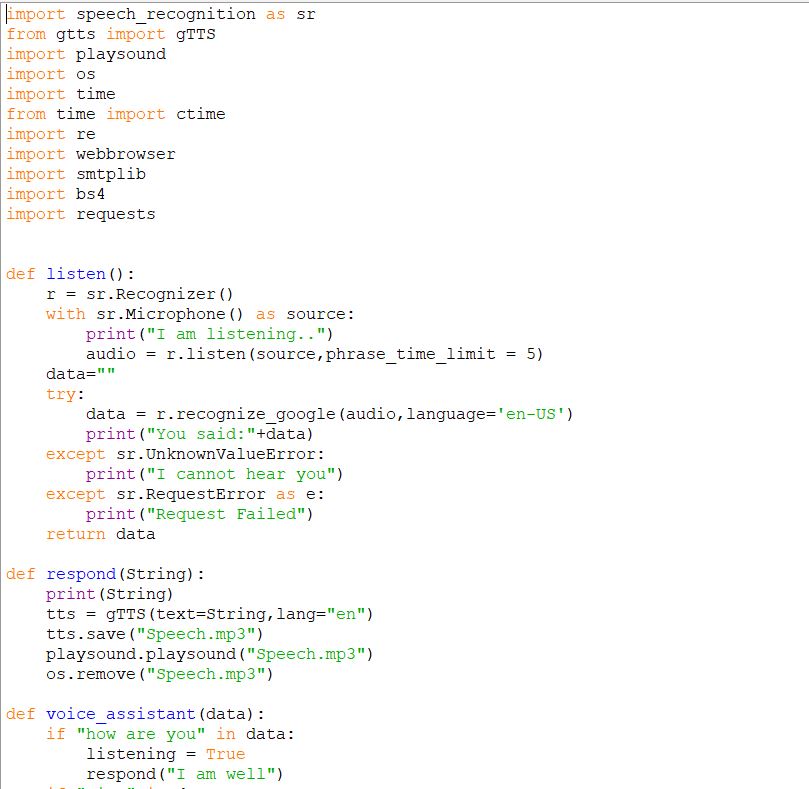 import speech_recognition as sr
from gtts import gTTS
import playsound
import os
import time
from time import ctime
import re
import webbrowser
import smtplib
import bs4
import requests
def listen():
    r = sr.Recognizer()
    with sr.Microphone() as source:
        print("I am listening..")
        audio = r.listen(source,phrase_time_limit = 5)
    data=""
    try:
        data = r.recognize_google(audio,language='en-US')
        print("You said:"+data)
    except sr.UnknownValueError:
        print("I cannot hear you")
    except sr.RequestError as e:
        print("Request Failed")
    return data
def respond(String):
    print(String)
    tts = gTTS(text=String,lang="en")
    tts.save("Speech.mp3")
    playsound.playsound("Speech.mp3")
    os.remove("Speech.mp3")
def voice_assistant(data):
    if "how are you" in data:
        listening = True
        respond("I am well")